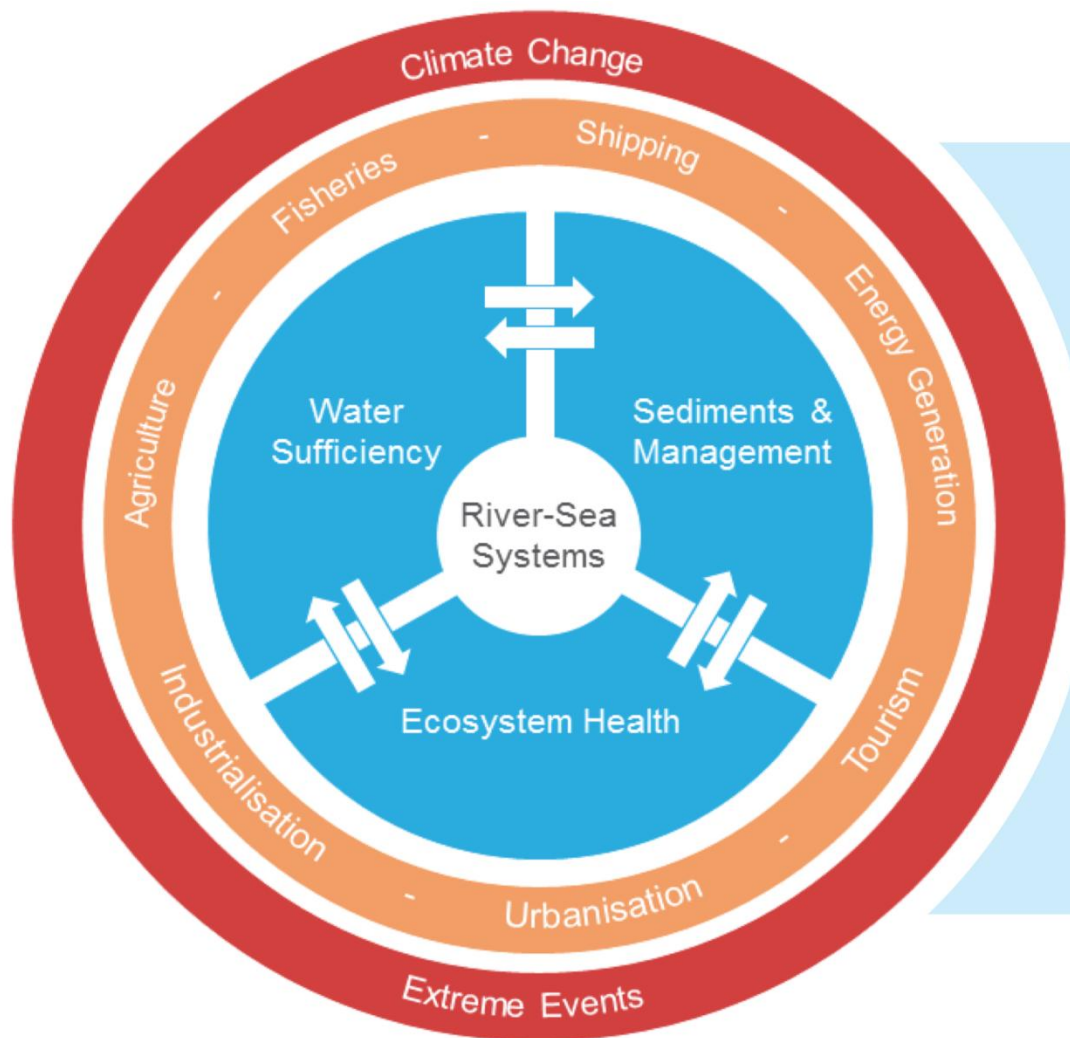 Climate Change
Fisheries - Shipping - Energy Generation
Tourism - Urbanisation - Industrialisation
Agriculture -
Water
Sufficiency
Sediments &
Management
River-Sea
Systems
Ecosystem Health
Extreme Events